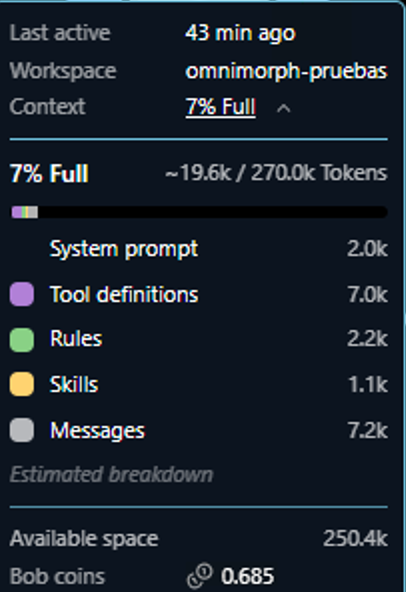 Last active 43 min ago
Workspace omnimorph-pruebas
Context 7% Full
7% Full ~19.6k / 270.0k Tokens
System prompt 2.0k
Tool definitions 7.0k
Rules 2.2k
Skills 1.1k
Messages 7.2k
Estimated breakdown
Available space 250.4k
Bob coins 0.685